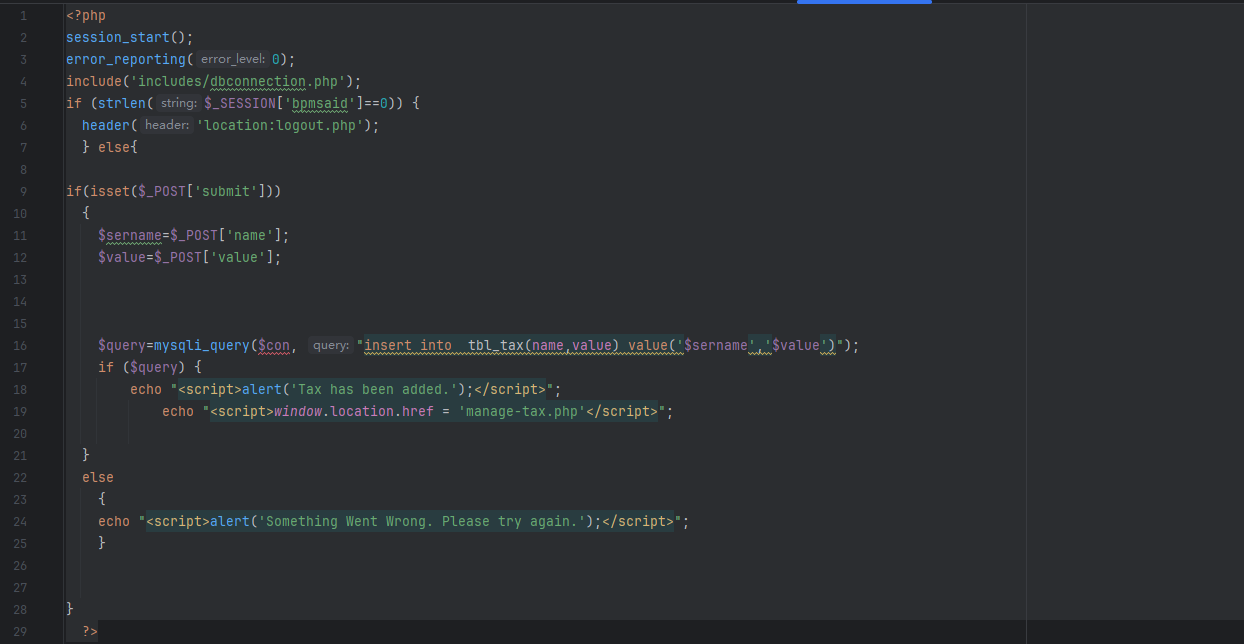 1 <?php
2 session_start();
3 error_reporting( error_level: 0);
4 include('includes/dbconnection.php');
5 if (strlen( string: $_SESSION['bpmsaid']==0)) {
6 header( header: 'location:logout.php');
7 } else{
8
9 if(isset($_POST['submit']))
10 {
11 $sername=$_POST['name'];
12 $value=$_POST['value'];
13
14
15
16 $query=mysqli_query($con, query: "insert into  tbl_tax(name,value) value('$sername','$value')");
17 if ($query) {
18 echo "<script>alert('Tax has been added.');</script>";
19 echo "<script>window.location.href = 'manage-tax.php'</script>";
20
21 }
22 else
23 {
24 echo "<script>alert('Something Went Wrong. Please try again.');</script>";
25 }
26
27
28 }
29 ?>